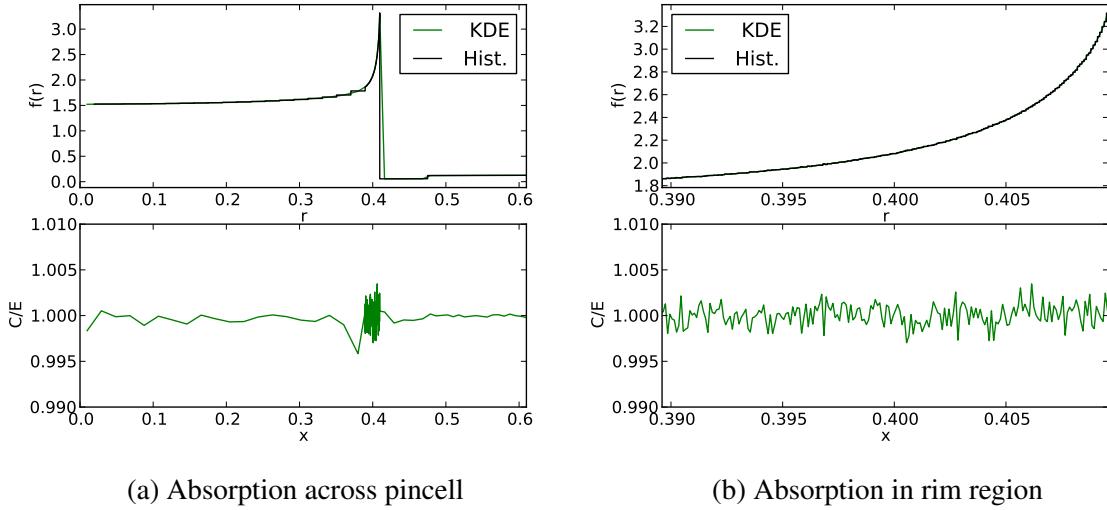 KDE
Hist.
f(r)
3.0
2.5
2.0
1.5
1.0
0.5
0.0
0.0 0.1 0.2 0.3 0.4 0.5 0.6
r
C/E
1.010
1.005
1.000
0.995
0.990
0.0 0.1 0.2 0.3 0.4 0.5 0.6
x
(a) Absorption across pincell
KDE
Hist.
f(r)
3.2
3.0
2.8
2.6
2.4
2.2
2.0
1.8
0.390 0.395 0.400 0.405
r
C/E
1.010
1.005
1.000
0.995
0.990
0.390 0.395 0.400 0.405
x
(b) Absorption in rim region